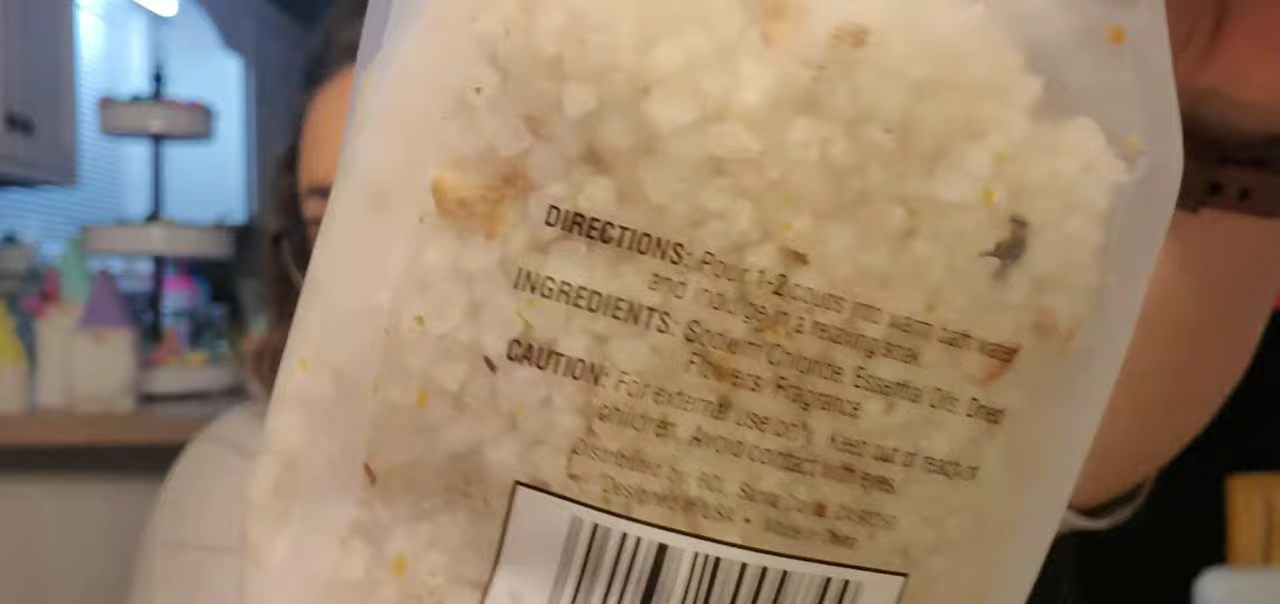 DIRECTIONS: Pour 1-2 scoops into warm bath water
and indulge in a relaxing soak.
INGREDIENTS: Sodium Chloride, Essential Oils, Dried
Flowers, Fragrance
CAUTION: For external use only. Keep out of reach of
children. Avoid contact with eyes.